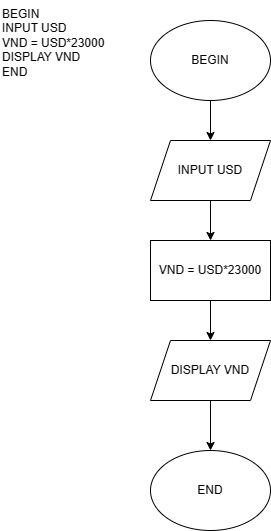 BEGIN
INPUT USD
VND = USD*23000
DISPLAY VND
END
BEGIN
INPUT USD
VND = USD*23000
DISPLAY VND
END